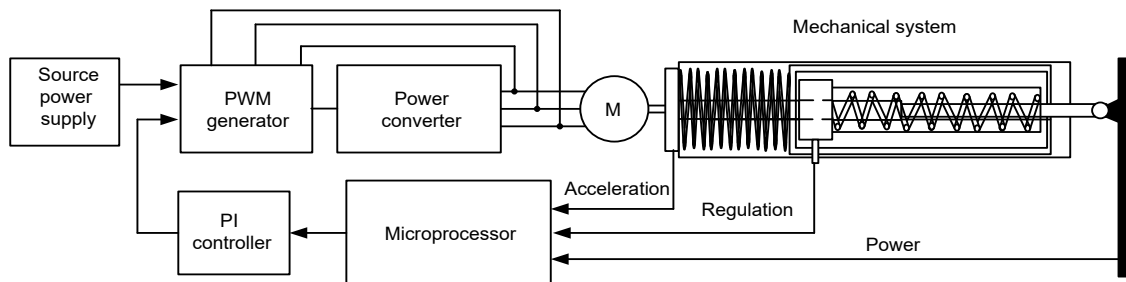 Mechanical system
Source
power
supply
PWM
generator
Power
converter
M
Acceleration
Regulation
Power
PI
controller
Microprocessor